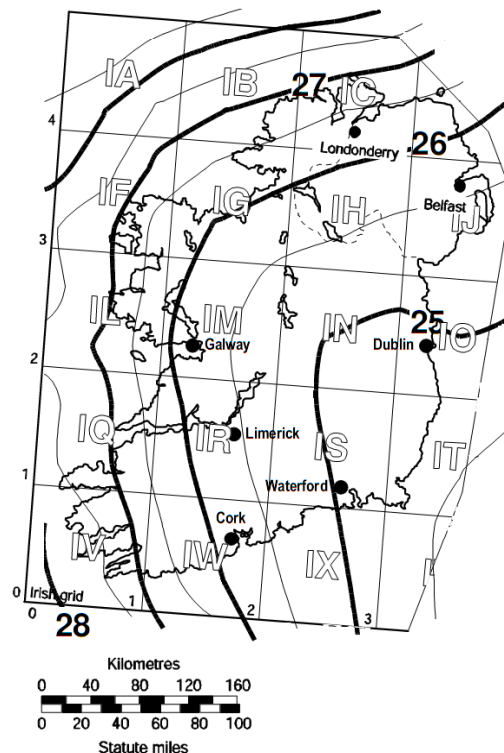 IA
IB
27
IC
4
Londonderry
26
IF
IG
IH
Belfast
IJ
3
IL
IM
IN
25
IO
Galway
Dublin
2
IQ
IR
Limerick
IS
IT
1
Waterford
Cork
IV
IW
IX
I
0
Irish grid
0
1
2
3
28
Kilometres
0 40 80 120 160
0 20 40 60 80 100
Statute miles